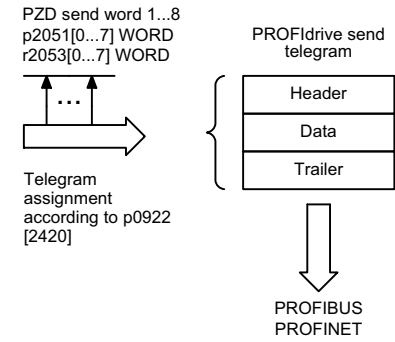 PZD send word 1...8
p2051[0...7] WORD
r2053[0...7] WORD
...
Telegram
assignment
according to p0922
[2420]
PROFIdrive send
telegram
Header
Data
Trailer
PROFIBUS
PROFINET